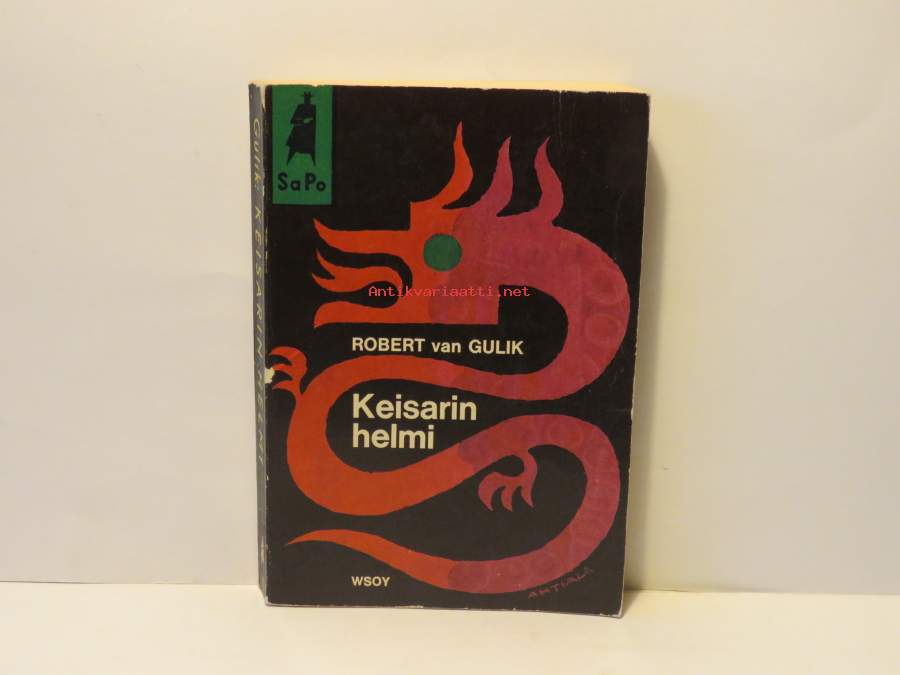 SaPo
Gulik: KEISARIN HELMI
Antikvariaatti.net
ROBERT van GULIK
Keisarin
helmi
WSOY
AHTIALA